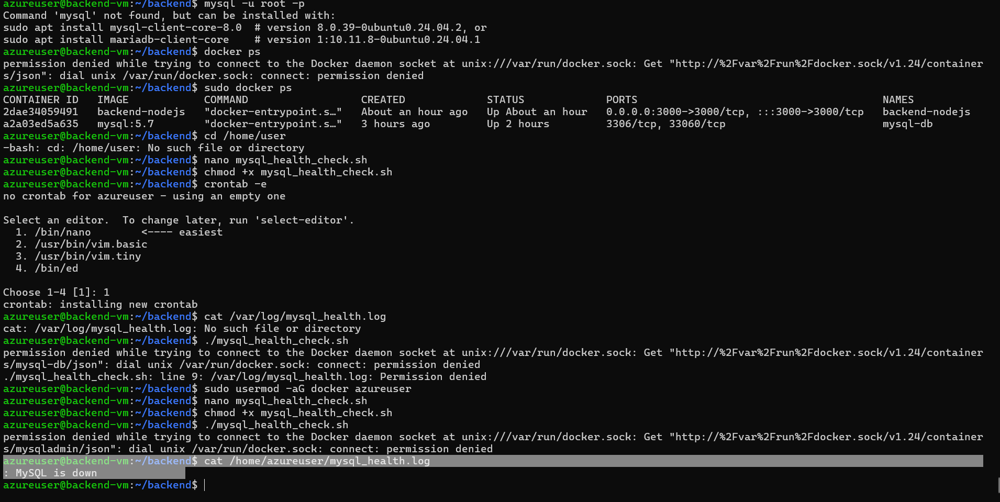 azureuser@backend-vm:~/backend$ mysql -u root -p
Command 'mysql' not found, but can be installed with:
sudo apt install mysql-client-core-8.0  # version 8.0.39-0ubuntu0.24.04.2, or
sudo apt install mariadb-client-core    # version 1:10.11.8-0ubuntu0.24.04.1
azureuser@backend-vm:~/backend$ docker ps
permission denied while trying to connect to the Docker daemon socket at unix:///var/run/docker.sock: Get "http://%2Fvar%2Frun%2Fdocker.sock/v1.24/container
s/json": dial unix /var/run/docker.sock: connect: permission denied
azureuser@backend-vm:~/backend$ sudo docker ps
CONTAINER ID   IMAGE            COMMAND                  CREATED             STATUS             PORTS                                       NAMES
2dae34059491   backend-nodejs   "docker-entrypoint.s…"   About an hour ago   Up About an hour   0.0.0.0:3000->3000/tcp, :::3000->3000/tcp   backend-nodejs
a2a03ed5a635   mysql:5.7        "docker-entrypoint.s…"   3 hours ago         Up 2 hours         3306/tcp, 33060/tcp                         mysql-db
azureuser@backend-vm:~/backend$ cd /home/user
-bash: cd: /home/user: No such file or directory
azureuser@backend-vm:~/backend$ nano mysql_health_check.sh
azureuser@backend-vm:~/backend$ chmod +x mysql_health_check.sh
azureuser@backend-vm:~/backend$ crontab -e
no crontab for azureuser - using an empty one
Select an editor.  To change later, run 'select-editor'.
  1. /bin/nano        <---- easiest
  2. /usr/bin/vim.basic
  3. /usr/bin/vim.tiny
  4. /bin/ed
Choose 1-4 [1]: 1
crontab: installing new crontab
azureuser@backend-vm:~/backend$ cat /var/log/mysql_health.log
cat: /var/log/mysql_health.log: No such file or directory
azureuser@backend-vm:~/backend$ ./mysql_health_check.sh
permission denied while trying to connect to the Docker daemon socket at unix:///var/run/docker.sock: Get "http://%2Fvar%2Frun%2Fdocker.sock/v1.24/container
s/mysql-db/json": dial unix /var/run/docker.sock: connect: permission denied
./mysql_health_check.sh: line 9: /var/log/mysql_health.log: Permission denied
azureuser@backend-vm:~/backend$ sudo usermod -aG docker azureuser
azureuser@backend-vm:~/backend$ nano mysql_health_check.sh
azureuser@backend-vm:~/backend$ chmod +x mysql_health_check.sh
azureuser@backend-vm:~/backend$ ./mysql_health_check.sh
permission denied while trying to connect to the Docker daemon socket at unix:///var/run/docker.sock: Get "http://%2Fvar%2Frun%2Fdocker.sock/v1.24/container
s/mysqladmin/json": dial unix /var/run/docker.sock: connect: permission denied
azureuser@backend-vm:~/backend$ cat /home/azureuser/mysql_health.log
: MySQL is down
azureuser@backend-vm:~/backend$